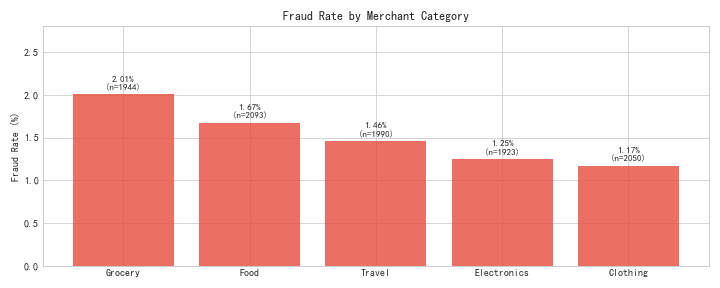 Fraud Rate by Merchant Category
Fraud Rate (%)
2.5
2.0
1.5
1.0
0.5
0.0
2.01%
(n=1944)
1.67%
(n=2093)
1.46%
(n=1990)
1.25%
(n=1923)
1.17%
(n=2050)
Grocery
Food
Travel
Electronics
Clothing